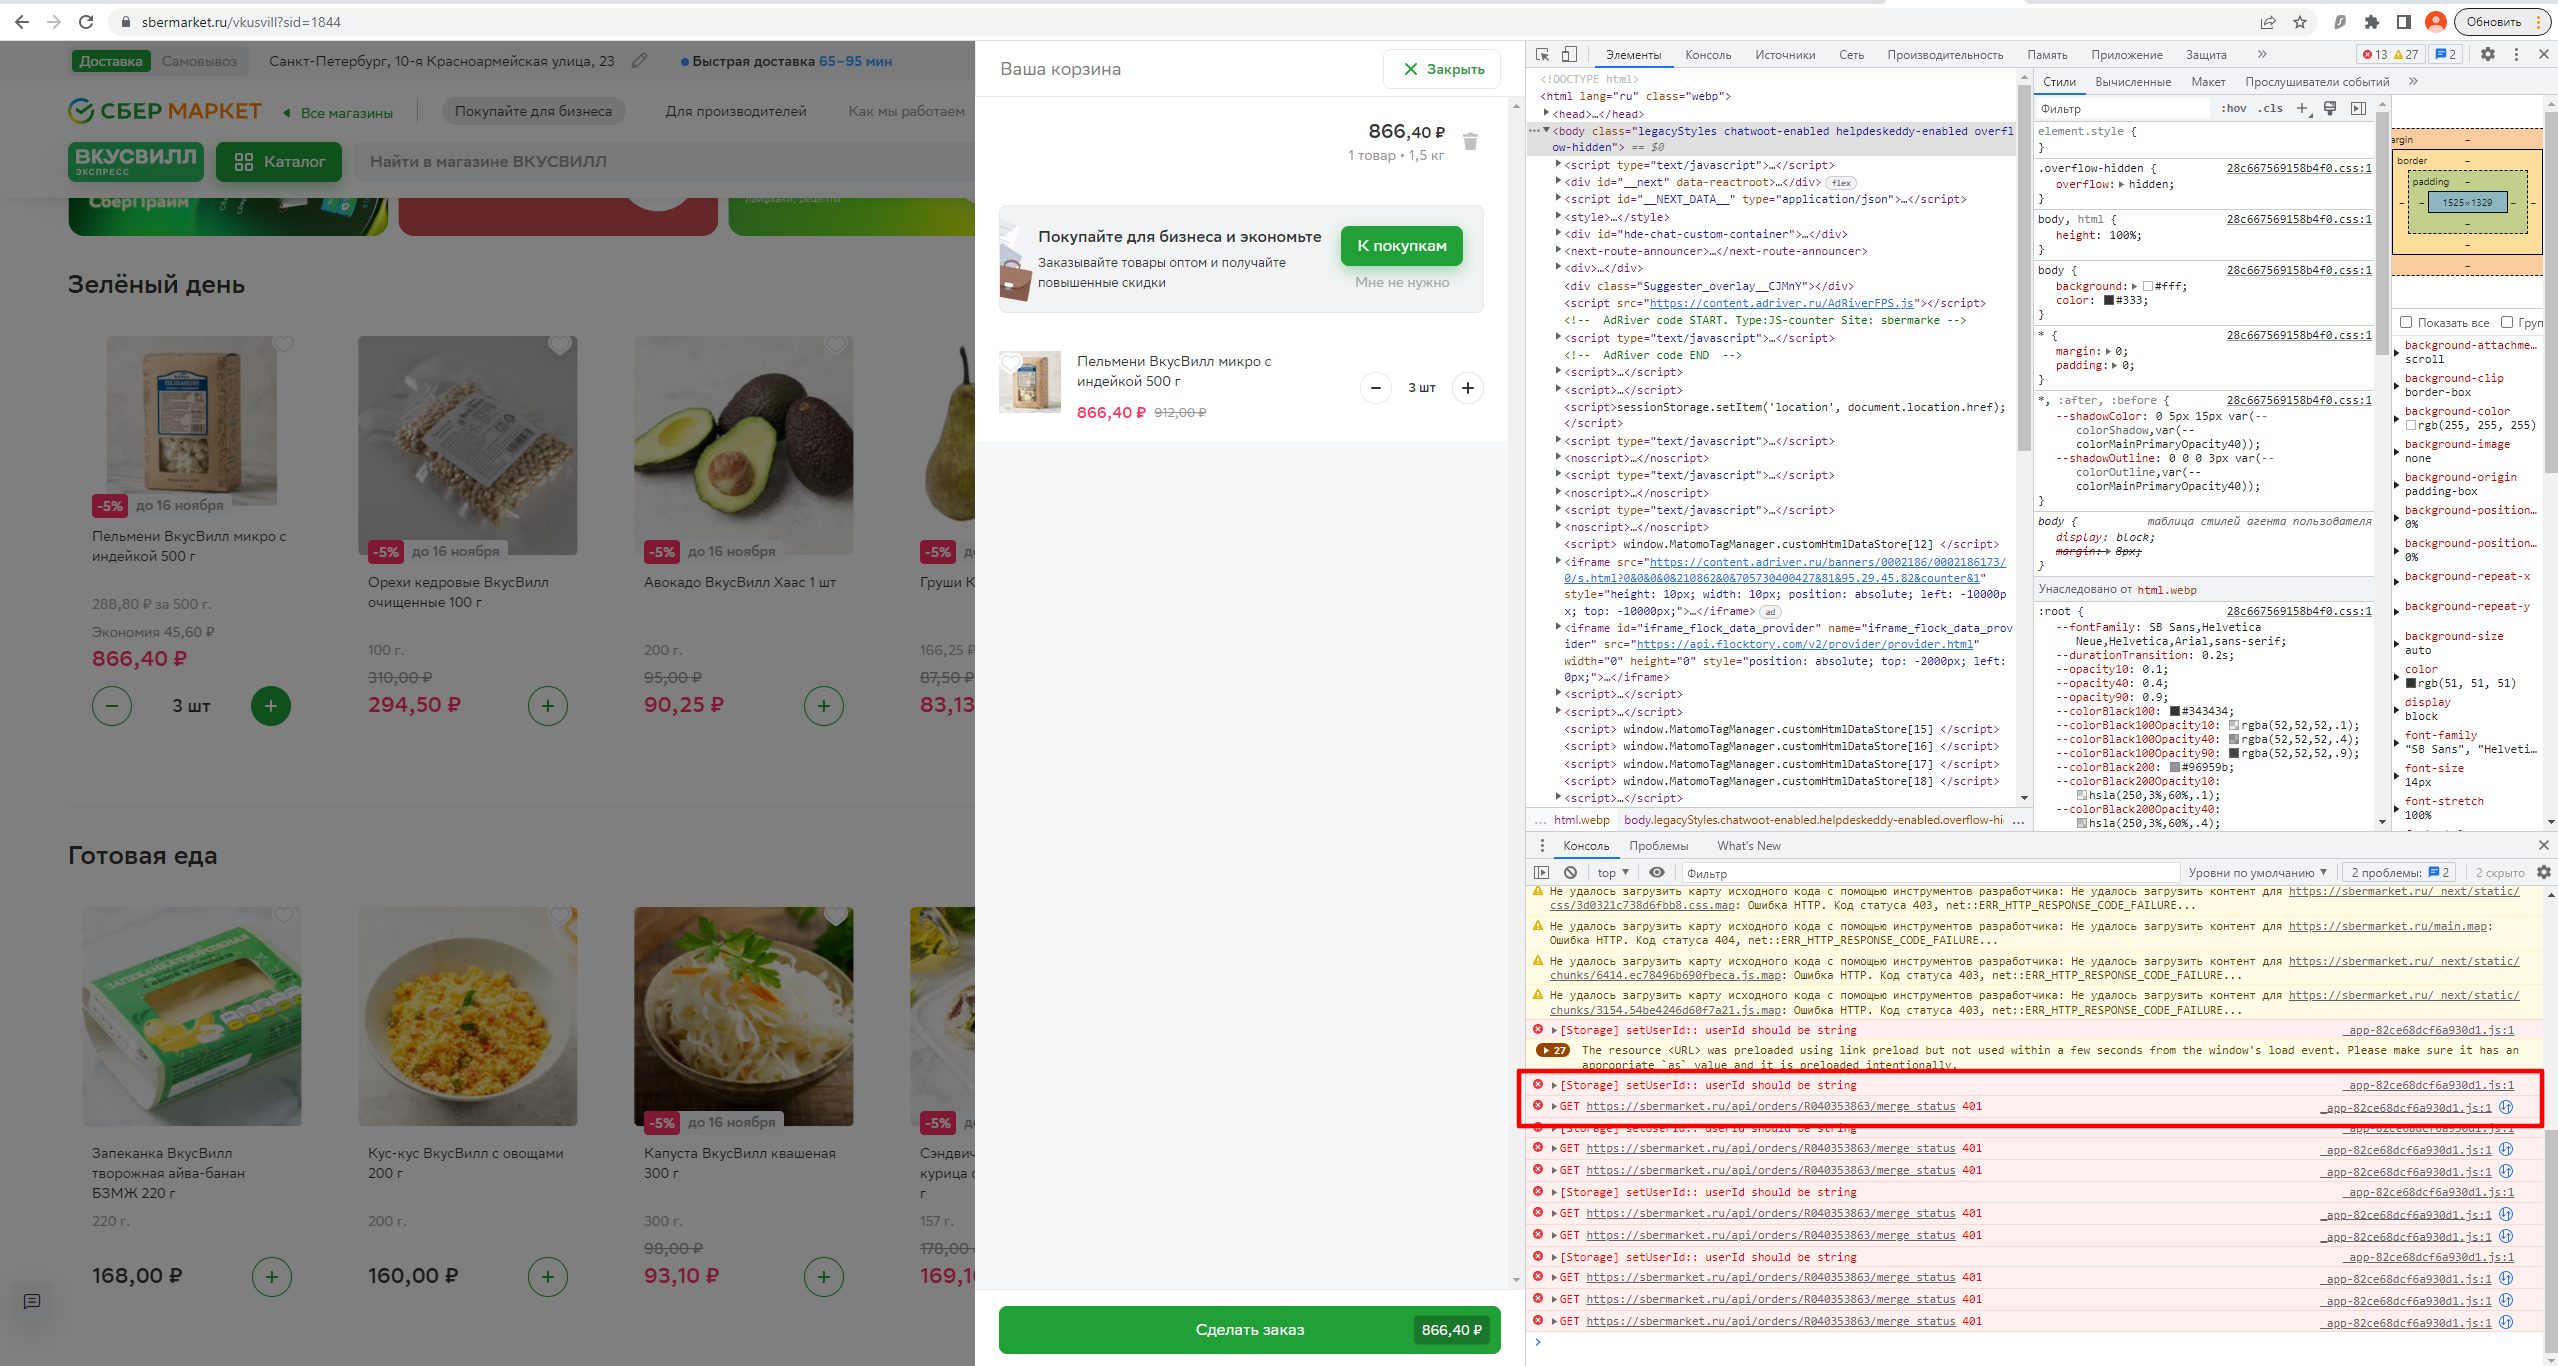 sbermarket.ru/vkusvill?sid=1844
Обновить
Доставка
Самовывоз
Санкт-Петербург, 10-я Красноармейская улица, 23
Быстрая доставка 65–95 мин
СБЕР МАРКЕТ
Все магазины
Покупайте для бизнеса
Для производителей
Как мы работаем
ВКУСВИЛЛ
ЭКСПРЕСС
Каталог
Найти в магазине ВКУСВИЛЛ
СберПрайм
лайфхаки, рецепты
Зелёный день
-5% до 16 ноября
Пельмени ВкусВилл микро с
индейкой 500 г
288,80 ₽ за 500 г.
Экономия 45,60 ₽
866,40 ₽
3 шт
-5% до 16 ноября
Орехи кедровые ВкусВилл
очищенные 100 г
100 г.
310,00 ₽
294,50 ₽
-5% до 16 ноября
Авокадо ВкусВилл Хаас 1 шт
200 г.
95,00 ₽
90,25 ₽
-5%
Груши К
166,25 ₽
87,50 ₽
83,13
Готовая еда
Запеканка ВкусВилл
творожная айва-банан
БЗМЖ 220 г
220 г.
168,00 ₽
Кус-кус ВкусВилл с овощами
200 г
200 г.
160,00 ₽
-5% до 16 ноября
Капуста ВкусВилл квашеная
300 г
300 г.
98,00 ₽
93,10 ₽
-5%
Сэндвич
курица с
г
157 г.
178,00 ₽
169,1
Ваша корзина
Закрыть
866,40 ₽
1 товар • 1,5 кг
Покупайте для бизнеса и экономьте
Заказывайте товары оптом и получайте
повышенные скидки
К покупкам
Мне не нужно
Пельмени ВкусВилл микро с
индейкой 500 г
866,40 ₽ 912,00 ₽
3 шт
Сделать заказ
866,40 ₽
Элементы Консоль Источники Сеть Производительность Память Приложение Защита » 13 27 2
<!DOCTYPE html>
<html lang="ru" class="webp">
<head>…</head>
<body class="legacyStyles chatwoot-enabled helpdeskeddy-enabled overfl
ow-hidden"> == $0
<script type="text/javascript">…</script>
<div id="__next" data-reactroot>…</div> flex
<script id="__NEXT_DATA__" type="application/json">…</script>
<style>…</style>
<div id="hde-chat-custom-container">…</div>
<next-route-announcer>…</next-route-announcer>
<div>…</div>
<div class="Suggester_overlay__CJMnY"></div>
<script src="https://content.adriver.ru/AdRiverFPS.js"></script>
<!--  AdRiver code START. Type:JS-counter Site: sbermarke -->
<script type="text/javascript">…</script>
<!--  AdRiver code END  -->
<script>…</script>
<script>…</script>
<script>sessionStorage.setItem('location', document.location.href);
</script>
<script type="text/javascript">…</script>
<noscript>…</noscript>
<script type="text/javascript">…</script>
<noscript>…</noscript>
<script type="text/javascript">…</script>
<noscript>…</noscript>
<script> window.MatomoTagManager.customHtmlDataStore[12] </script>
<iframe src="https://content.adriver.ru/banners/0002186/0002186173/
0/s.html?0&0&0&0&210862&0&705730400427&81&95.29.45.82&counter&1"
style="height: 10px; width: 10px; position: absolute; left: -10000p
x; top: -10000px;">…</iframe> ad
<iframe id="iframe_flock_data_provider" name="iframe_flock_data_prov
ider" src="https://api.flocktory.com/v2/provider/provider.html"
width="0" height="0" style="position: absolute; top: -2000px; left:
0px;">…</iframe>
<script>…</script>
<script>…</script>
<script> window.MatomoTagManager.customHtmlDataStore[15] </script>
<script> window.MatomoTagManager.customHtmlDataStore[16] </script>
<script> window.MatomoTagManager.customHtmlDataStore[17] </script>
<script> window.MatomoTagManager.customHtmlDataStore[18] </script>
<script>…</script>
... html.webp body.legacyStyles.chatwoot-enabled.helpdeskeddy-enabled.overflow-hi ...
Стили Вычисленные Макет Прослушиватели событий »
Фильтр :hov .cls
element.style {
}
.overflow-hidden { 28c667569158b4f0.css:1
overflow: hidden;
}
body, html { 28c667569158b4f0.css:1
height: 100%;
}
body { 28c667569158b4f0.css:1
background: #fff;
color: #333;
}
* { 28c667569158b4f0.css:1
margin: 0;
padding: 0;
}
*, :after, :before { 28c667569158b4f0.css:1
--shadowColor: 0 5px 15px var(--
colorShadow,var(--
colorMainPrimaryOpacity40));
--shadowOutline: 0 0 0 3px var(--
colorOutline,var(--
colorMainPrimaryOpacity40));
}
body { таблица стилей агента пользователя
display: block;
margin: 8px;
}
Унаследовано от html.webp
:root { 28c667569158b4f0.css:1
--fontFamily: SB Sans,Helvetica
Neue,Helvetica,Arial,sans-serif;
--durationTransition: 0.2s;
--opacity10: 0.1;
--opacity40: 0.4;
--opacity90: 0.9;
--colorBlack100: #343434;
--colorBlack100Opacity10: rgba(52,52,52,.1);
--colorBlack100Opacity40: rgba(52,52,52,.4);
--colorBlack100Opacity90: rgba(52,52,52,.9);
--colorBlack200: #96959b;
--colorBlack200Opacity10:
hsla(250,3%,60%,.1);
--colorBlack200Opacity40:
hsla(250,3%,60%,.4);
argin –
border –
padding –
1525×1329
Показать все Груп
background-attachme…
scroll
background-clip
border-box
background-color
rgb(255, 255, 255)
background-image
none
background-origin
padding-box
background-position…
0%
background-position…
0%
background-repeat-x
background-repeat-y
background-size
auto
color
rgb(51, 51, 51)
display
block
font-family
"SB Sans", "Helveti…
font-size
14px
font-stretch
100%
Консоль Проблемы What's New
top Фильтр Уровни по умолчанию 2 проблемы: 2 2 скрыто
Не удалось загрузить карту исходного кода с помощью инструментов разработчика: Не удалось загрузить контент для https://sbermarket.ru/_next/static/
css/3d0321c738d6fbb8.css.map: Ошибка HTTP. Код статуса 403, net::ERR_HTTP_RESPONSE_CODE_FAILURE...
Не удалось загрузить карту исходного кода с помощью инструментов разработчика: Не удалось загрузить контент для https://sbermarket.ru/main.map:
Ошибка HTTP. Код статуса 404, net::ERR_HTTP_RESPONSE_CODE_FAILURE...
Не удалось загрузить карту исходного кода с помощью инструментов разработчика: Не удалось загрузить контент для https://sbermarket.ru/_next/static/
chunks/6414.ec78496b690fbeca.js.map: Ошибка HTTP. Код статуса 403, net::ERR_HTTP_RESPONSE_CODE_FAILURE...
Не удалось загрузить карту исходного кода с помощью инструментов разработчика: Не удалось загрузить контент для https://sbermarket.ru/_next/static/
chunks/3154.54be4246d60f7a21.js.map: Ошибка HTTP. Код статуса 403, net::ERR_HTTP_RESPONSE_CODE_FAILURE...
[Storage] setUserId:: userId should be string _app-82ce68dcf6a930d1.js:1
27 The resource <URL> was preloaded using link preload but not used within a few seconds from the window's load event. Please make sure it has an
appropriate `as` value and it is preloaded intentionally.
[Storage] setUserId:: userId should be string _app-82ce68dcf6a930d1.js:1
GET https://sbermarket.ru/api/orders/R040353863/merge_status 401 _app-82ce68dcf6a930d1.js:1
[Storage] setUserId:: userId should be string _app-82ce68dcf6a930d1.js:1
GET https://sbermarket.ru/api/orders/R040353863/merge_status 401 _app-82ce68dcf6a930d1.js:1
GET https://sbermarket.ru/api/orders/R040353863/merge_status 401 _app-82ce68dcf6a930d1.js:1
[Storage] setUserId:: userId should be string _app-82ce68dcf6a930d1.js:1
GET https://sbermarket.ru/api/orders/R040353863/merge_status 401 _app-82ce68dcf6a930d1.js:1
GET https://sbermarket.ru/api/orders/R040353863/merge_status 401 _app-82ce68dcf6a930d1.js:1
[Storage] setUserId:: userId should be string _app-82ce68dcf6a930d1.js:1
GET https://sbermarket.ru/api/orders/R040353863/merge_status 401 _app-82ce68dcf6a930d1.js:1
GET https://sbermarket.ru/api/orders/R040353863/merge_status 401 _app-82ce68dcf6a930d1.js:1
GET https://sbermarket.ru/api/orders/R040353863/merge_status 401 _app-82ce68dcf6a930d1.js:1